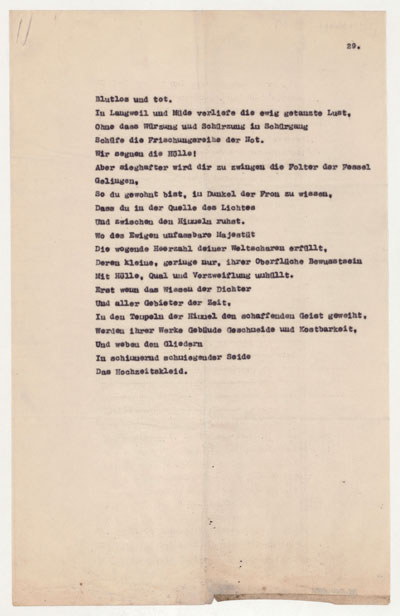 29.
Blutlos und tot.
In Langweil und Müde verliefe die ewig getanzte Lust,
Ohne dass Würzung und Schürzung in Schürgang
Schüfe die Frischungsreihe der Not.
Wir segnen die Hölle!
Aber sieghafter wird dir zu zwingen die Folter der Fessel
Gelingen,
So du gewohnt bist, in Dunkel der Fron zu wissen,
Dass du in der Quelle des Lichtes
Und zwischen den Himmeln ruhst.
Wo des Ewigen unfassbare Majestät
Die wogende Heerzahl deiner Weltscharen erfüllt,
Deren kleine, geringe nur, ihrer Oberfläche Bewusstsein
Mit Hölle, Qual und Verzweiflung umhüllt.
Erst wenn das Wissen der Dichter
Und aller Gebieter der Zeit,
In den Tempeln der Himmel den schaffenden Geist geweiht,
Werden ihrer Werke Gebäude Geschmeide und Kostbarkeit,
Und weben den Gliedern
In schimmernd schmiegender Seide
Das Hochzeitskleid.